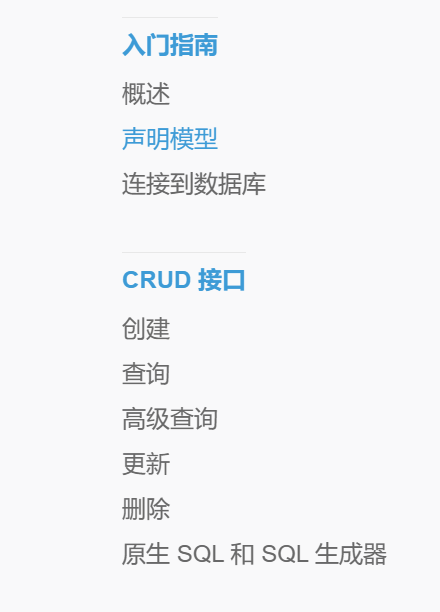 入门指南
概述
声明模型
连接到数据库
CRUD 接口
创建
查询
高级查询
更新
删除
原生 SQL 和 SQL 生成器